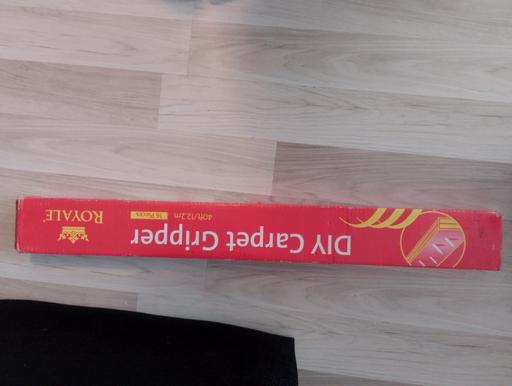 DIY Carpet Gripper
40ft/12.2m 16 Pieces
ROYALE